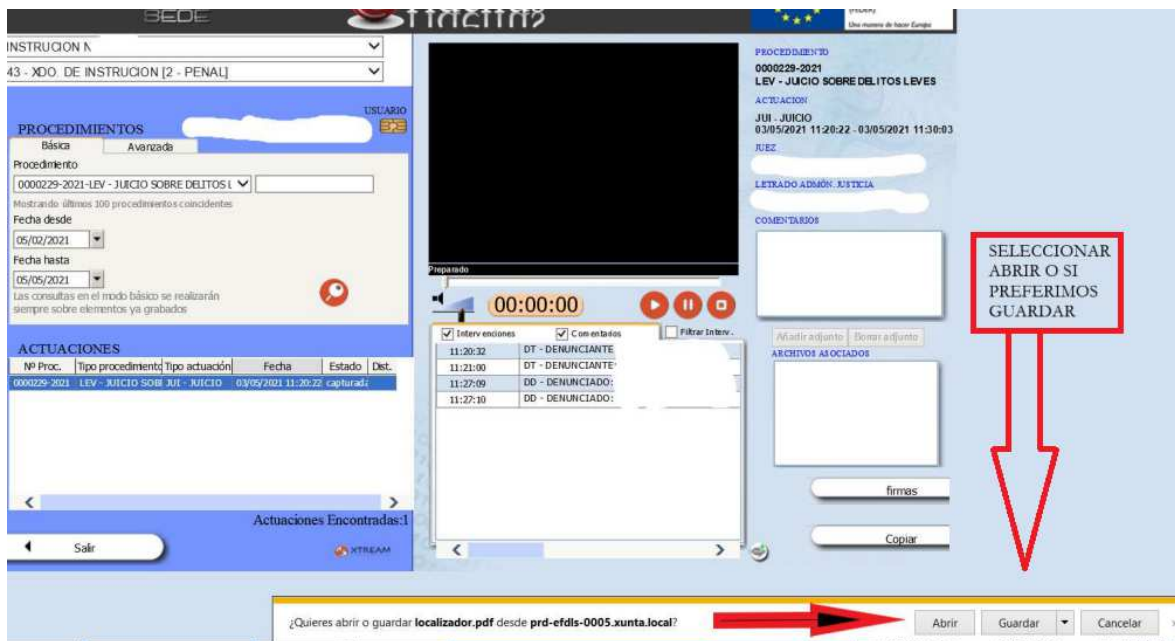 SEDE
(FEDER)
Una manera de hacer Europa
INSTRUCION N
43 - XDO. DE INSTRUCION [2 - PENAL]
USUARIO
PROCEDIMIENTOS
Básica
Avanzada
Procedimiento
0000229-2021-LEV - JUICIO SOBRE DELITOS L
Mostrando últimos 100 procedimientos coincidentes
Fecha desde
05/02/2021
Fecha hasta
05/05/2021
Las consultas en el modo básico se realizarán
siempre sobre elementos ya grabados
ACTUACIONES
Nº Proc. Tipo procedimiento Tipo actuación Fecha Estado Dist.
0000229-2021 LEV - JUICIO SOBI JUI - JUICIO 03/05/2021 11:20:22 capturada
Actuaciones Encontradas:1
Salir
XTREAM
Preparado
00:00:00
Intervenciones
Comentarios
Filtrar Interv.
11:20:32 DT - DENUNCIANTE
11:21:00 DT - DENUNCIANTE
11:27:09 DD - DENUNCIADO:
11:27:10 DD - DENUNCIADO:
PROCEDIMIENTO
0000229-2021
LEV - JUICIO SOBRE DELITOS LEVES
ACTUACION
JUI - JUICIO
03/05/2021 11:20:22 - 03/05/2021 11:30:03
JUEZ
LETRADO ADMÓN. JUSTICIA
COMENTARIOS
Añadir adjunto
Borrar adjunto
ARCHIVOS ASOCIADOS
firmas
Copiar
SELECCIONAR
ABRIR O SI
PREFERIMOS
GUARDAR
¿Quieres abrir o guardar localizador.pdf desde prd-efdls-0005.xunta.local?
Abrir
Guardar
Cancelar